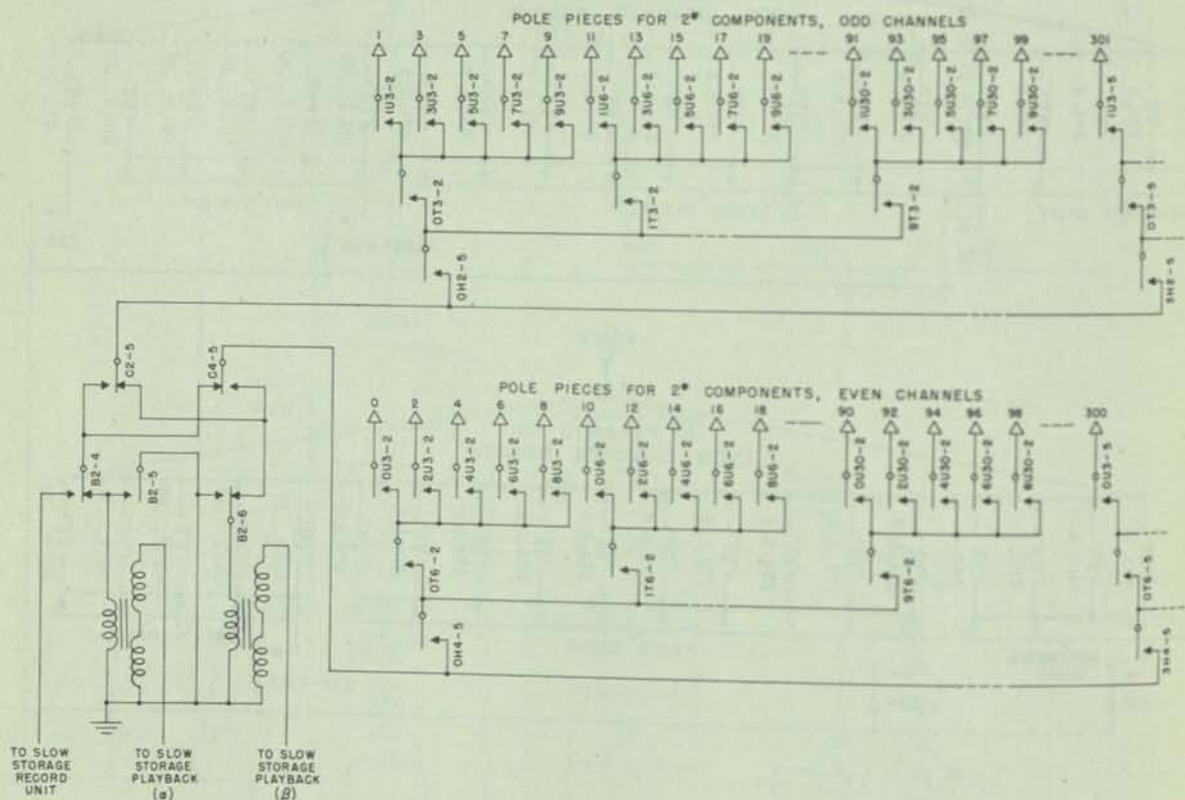 POLE PIECES FOR 2* COMPONENTS, ODD CHANNELS
1 3 5 7 9 11 13 15 17 19 91 93 95 97 99 301
1U3-2 3U3-2 5U3-2 7U3-2 9U3-2 1U6-2 3U6-2 5U6-2 7U6-2 9U6-2 1U30-2 3U30-2 5U30-2 7U30-2 9U30-2 1U3-5
0T3-2 1T3-2 9T3-2 0T3-5
0H2-5 3H2-5
C2-5 C4-5
POLE PIECES FOR 2* COMPONENTS, EVEN CHANNELS
0 2 4 6 8 10 12 14 16 18 90 92 94 96 98 300
0U3-2 2U3-2 4U3-2 6U3-2 8U3-2 0U6-2 2U6-2 4U6-2 6U6-2 8U6-2 0U30-2 2U30-2 4U30-2 6U30-2 8U30-2 0U3-5
B2-4 B2-5 B2-6
0T6-2 1T6-2 9T6-2 0T6-5
0H4-5 3H4-5
TO SLOW STORAGE RECORD UNIT
TO SLOW STORAGE PLAYBACK (α)
TO SLOW STORAGE PLAYBACK (β)